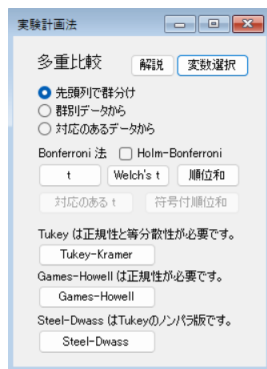 実験計画法
多重比較 解説 変数選択
先頭列で群分け
群別データから
対応のあるデータから
Bonferroni 法 Holm-Bonferroni
t Welch's t 順位和
対応のある t 符号付順位和
Tukey は正規性と等分散性が必要です。
Tukey-Kramer
Games-Howell は正規性が必要です。
Games-Howell
Steel-Dwass はTukeyのノンパラ版です。
Steel-Dwass